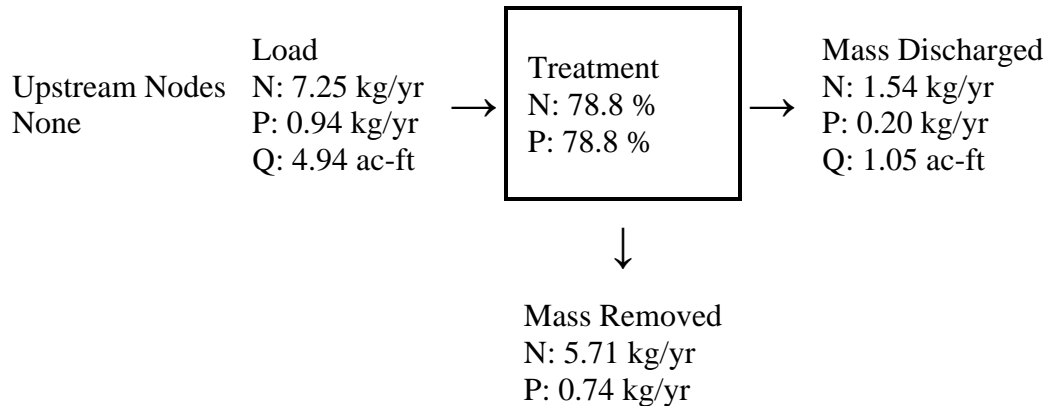 Upstream Nodes
None
Load
N: 7.25 kg/yr
P: 0.94 kg/yr
Q: 4.94 ac-ft
→
Treatment
N: 78.8 %
P: 78.8 %
→
Mass Discharged
N: 1.54 kg/yr
P: 0.20 kg/yr
Q: 1.05 ac-ft
↓
Mass Removed
N: 5.71 kg/yr
P: 0.74 kg/yr